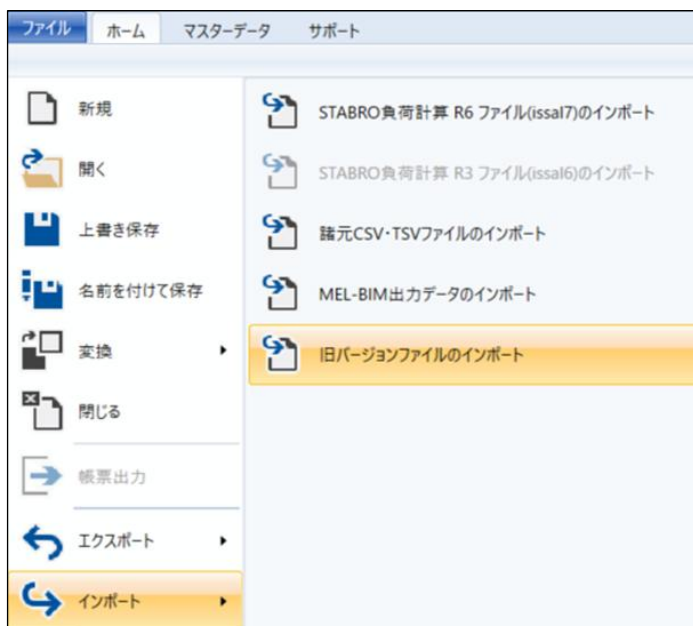 ファイル ホーム マスターデータ サポート
新規
開く
上書き保存
名前を付けて保存
変換
閉じる
帳票出力
エクスポート
インポート
STABRO負荷計算 R6 ファイル(issal7)のインポート
STABRO負荷計算 R3 ファイル(issal6)のインポート
諸元CSV・TSVファイルのインポート
MEL-BIM出力データのインポート
旧バージョンファイルのインポート